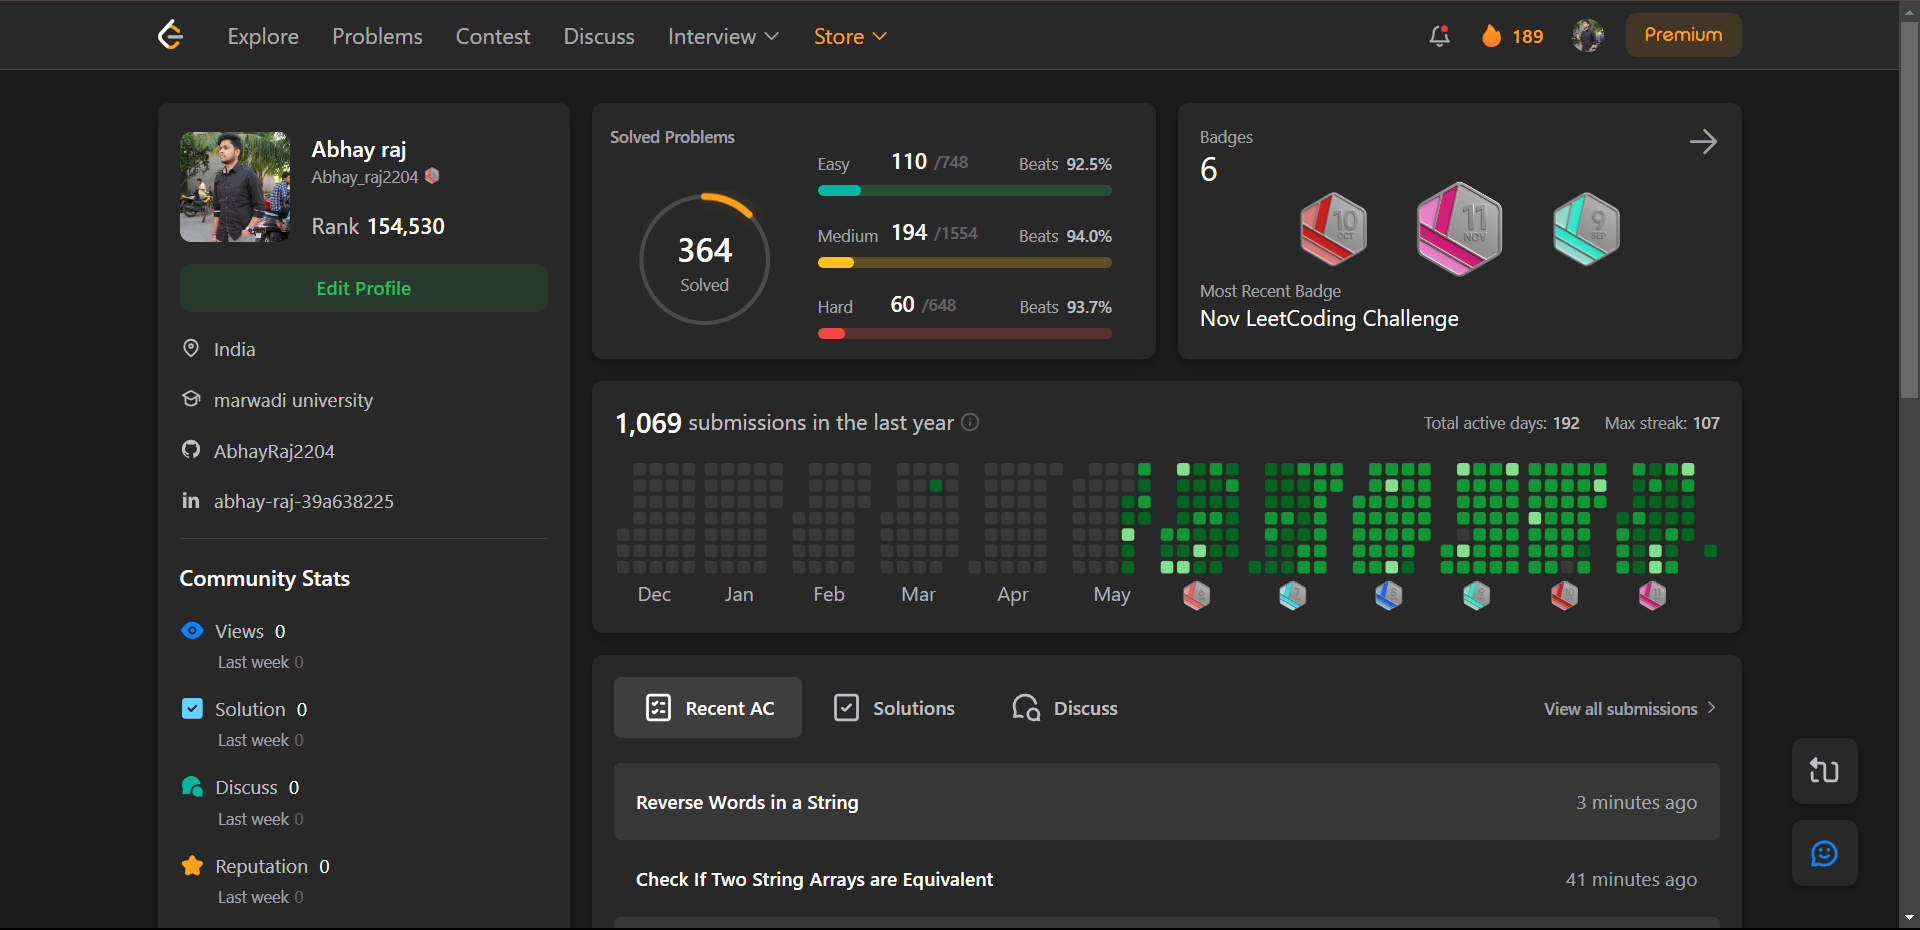 Explore Problems Contest Discuss Interview Store 189 Premium
Abhay raj
Abhay_raj2204
Rank 154,530
Edit Profile
India
marwadi university
AbhayRaj2204
abhay-raj-39a638225
Community Stats
Views 0
Last week 0
Solution 0
Last week 0
Discuss 0
Last week 0
Reputation 0
Last week 0
Solved Problems
364
Solved
Easy 110 /748 Beats 92.5%
Medium 194 /1554 Beats 94.0%
Hard 60 /648 Beats 93.7%
Badges
6
10 OCT
11 NOV
9 SEP
Most Recent Badge
Nov LeetCoding Challenge
1,069 submissions in the last year
Total active days: 192 Max streak: 107
Dec Jan Feb Mar Apr May
Recent AC Solutions Discuss View all submissions
Reverse Words in a String 3 minutes ago
Check If Two String Arrays are Equivalent 41 minutes ago